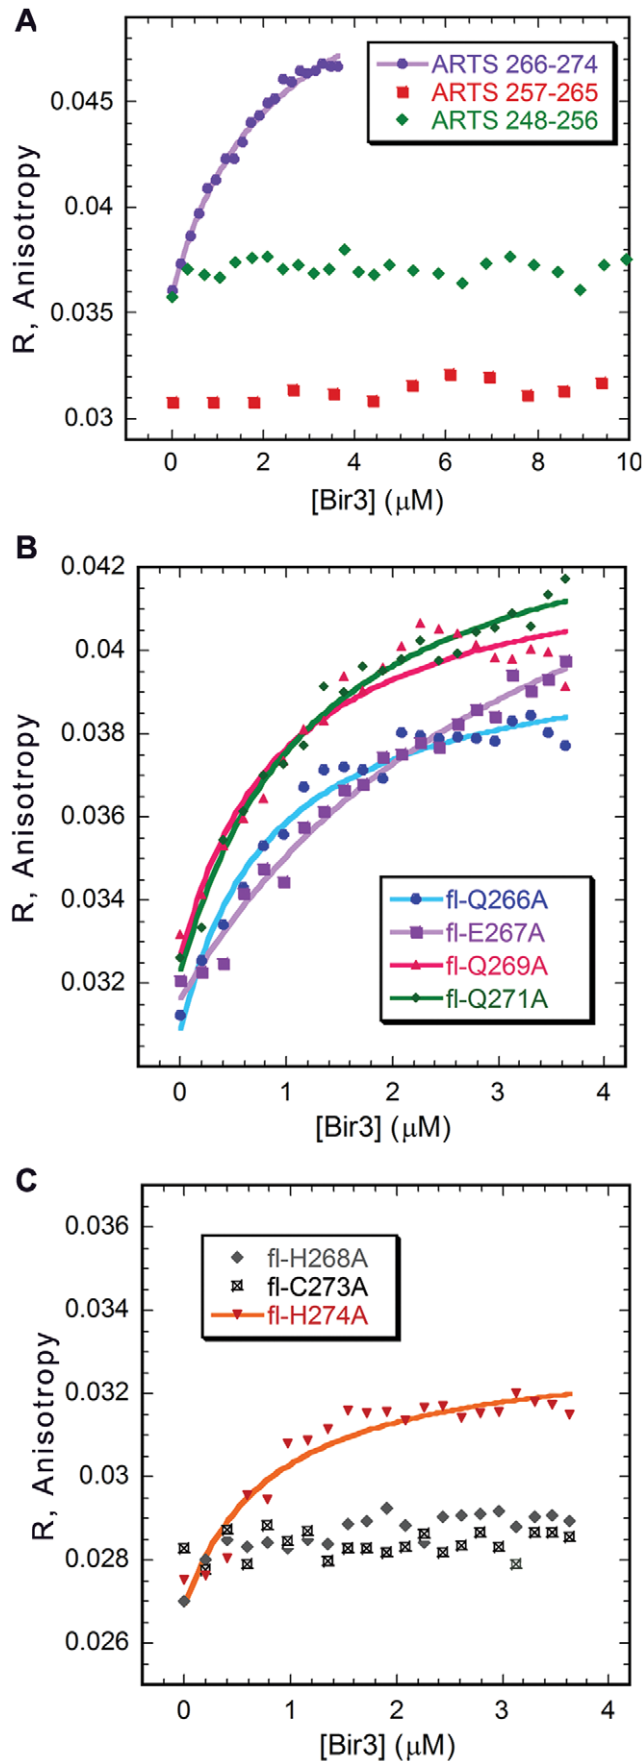 A
ARTS 266-274
ARTS 257-265
ARTS 248-256
0.045
0.04
0.035
0.03
R, Anisotropy
0 2 4 6 8 10
[Bir3] (μM)
B
0.042
0.04
0.038
0.036
0.034
0.032
R, Anisotropy
fl-Q266A
fl-E267A
fl-Q269A
fl-Q271A
0 1 2 3 4
[Bir3] (μM)
C
0.036
0.034
0.032
0.03
0.028
0.026
R, Anisotropy
fl-H268A
fl-C273A
fl-H274A
0 1 2 3 4
[Bir3] (μM)